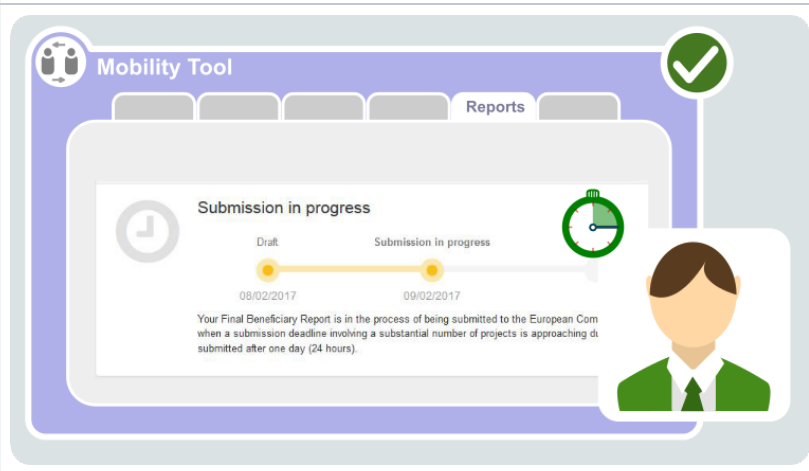 Mobility Tool
Reports
Submission in progress
Draft Submission in progress
08/02/2017 09/02/2017
Your Final Beneficiary Report is in the process of being submitted to the European Com
when a submission deadline involving a substantial number of projects is approaching du
submitted after one day (24 hours).